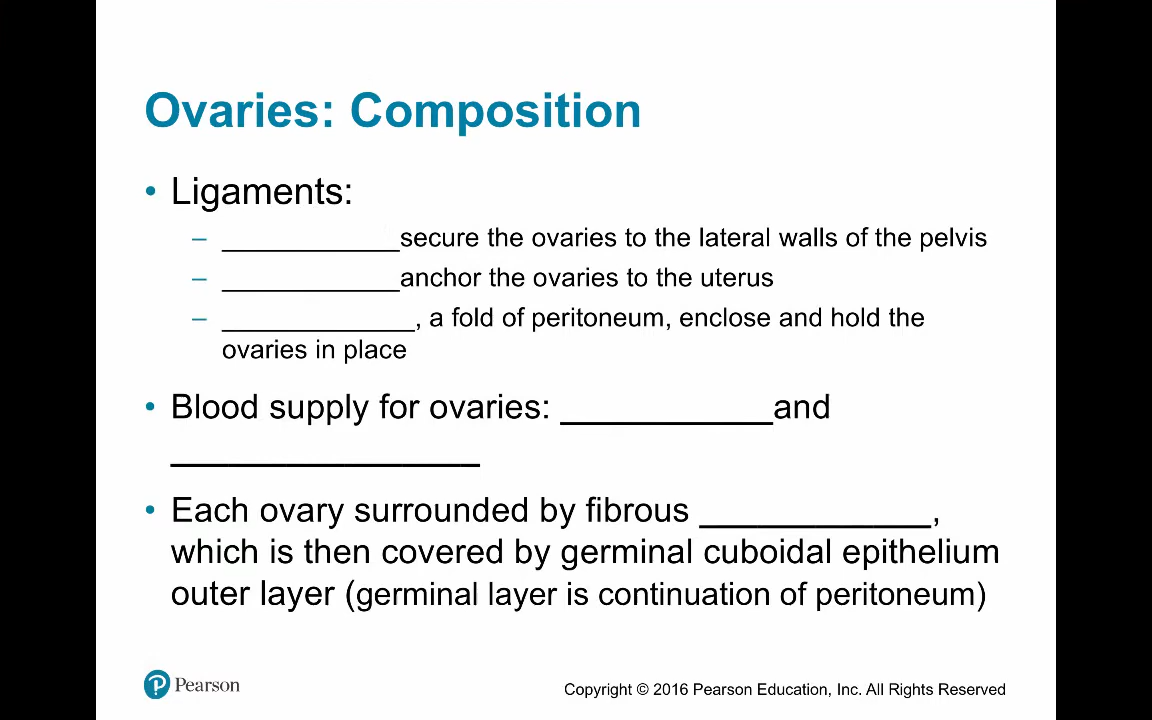 Ovaries: Composition
• Ligaments:
– ____________secure the ovaries to the lateral walls of the pelvis
– ____________anchor the ovaries to the uterus
– _____________, a fold of peritoneum, enclose and hold the
ovaries in place
• Blood supply for ovaries: ___________and
________________
• Each ovary surrounded by fibrous ____________,
which is then covered by germinal cuboidal epithelium
outer layer (germinal layer is continuation of peritoneum)
Pearson
Copyright © 2016 Pearson Education, Inc. All Rights Reserved